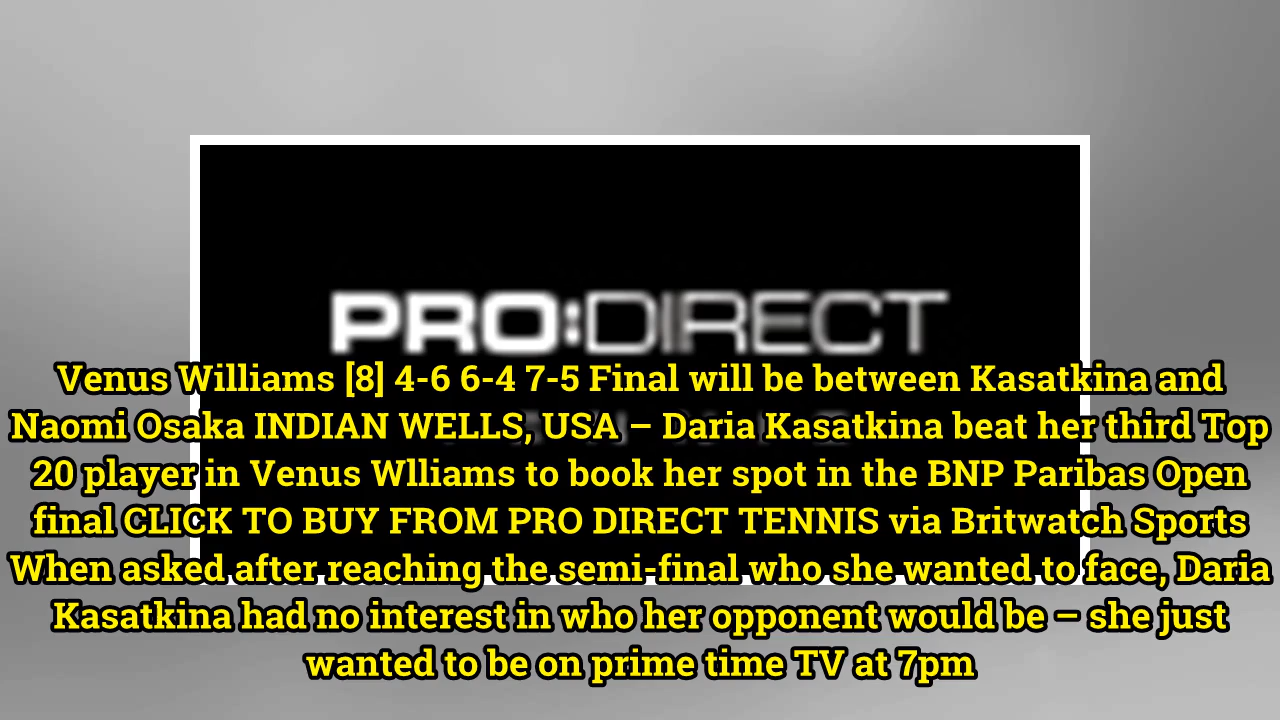 PRO:DIRECT
Venus Williams [8] 4-6 6-4 7-5 Final will be between Kasatkina and
Naomi Osaka INDIAN WELLS, USA – Daria Kasatkina beat her third Top
20 player in Venus Wlliams to book her spot in the BNP Paribas Open
final CLICK TO BUY FROM PRO DIRECT TENNIS via Britwatch Sports
When asked after reaching the semi-final who she wanted to face, Daria
Kasatkina had no interest in who her opponent would be – she just
wanted to be on prime time TV at 7pm